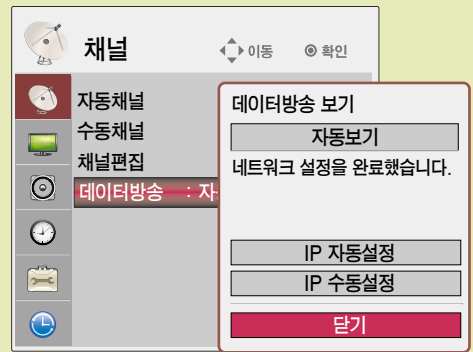 채널
이동
확인
자동채널
수동채널
채널편집
데이터방송 : 자
데이터방송 보기
자동보기
네트워크 설정을 완료했습니다.
IP 자동설정
IP 수동설정
닫기